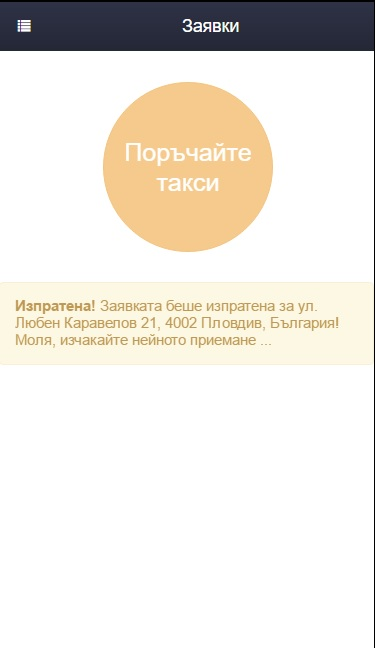 Заявки
Поръчайте
такси
Изпратена! Заявката беше изпратена за ул.
Любен Каравелов 21, 4002 Пловдив, България!
Моля, изчакайте нейното приемане ...